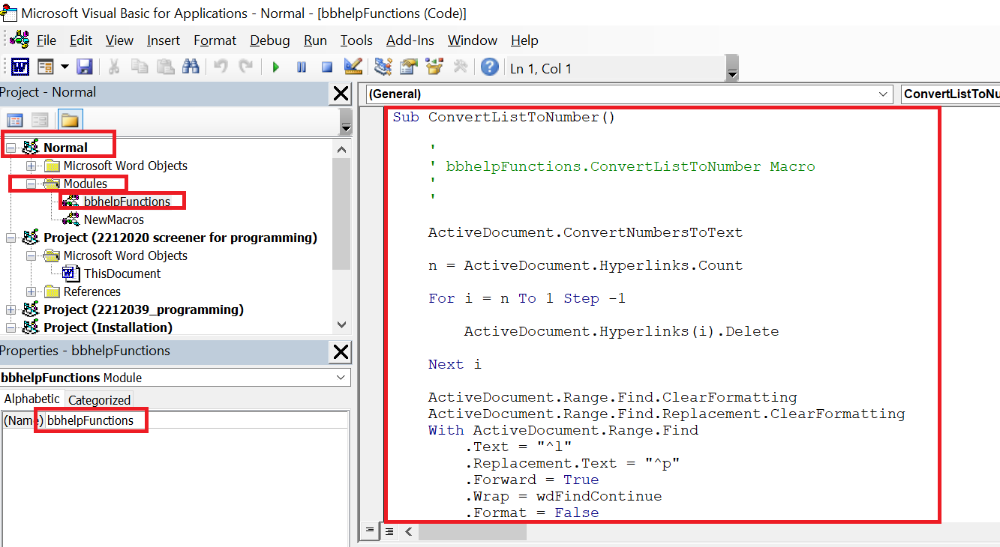 Microsoft Visual Basic for Applications - Normal - [bbhelpFunctions (Code)]
File Edit View Insert Format Debug Run Tools Add-Ins Window Help
Ln 1, Col 1
Project - Normal
Normal
Microsoft Word Objects
Modules
bbhelpFunctions
NewMacros
Project (2212020 screener for programming)
Microsoft Word Objects
ThisDocument
References
Project (2212039_programming)
Project (Installation)
Properties - bbhelpFunctions
bbhelpFunctions Module
Alphabetic Categorized
(Name) bbhelpFunctions
(General) ConvertListToNu
Sub ConvertListToNumber()
'
' bbhelpFunctions.ConvertListToNumber Macro
'
'
ActiveDocument.ConvertNumbersToText
n = ActiveDocument.Hyperlinks.Count
For i = n To 1 Step -1
ActiveDocument.Hyperlinks(i).Delete
Next i
ActiveDocument.Range.Find.ClearFormatting
ActiveDocument.Range.Find.Replacement.ClearFormatting
With ActiveDocument.Range.Find
.Text = "^l"
.Replacement.Text = "^p"
.Forward = True
.Wrap = wdFindContinue
.Format = False